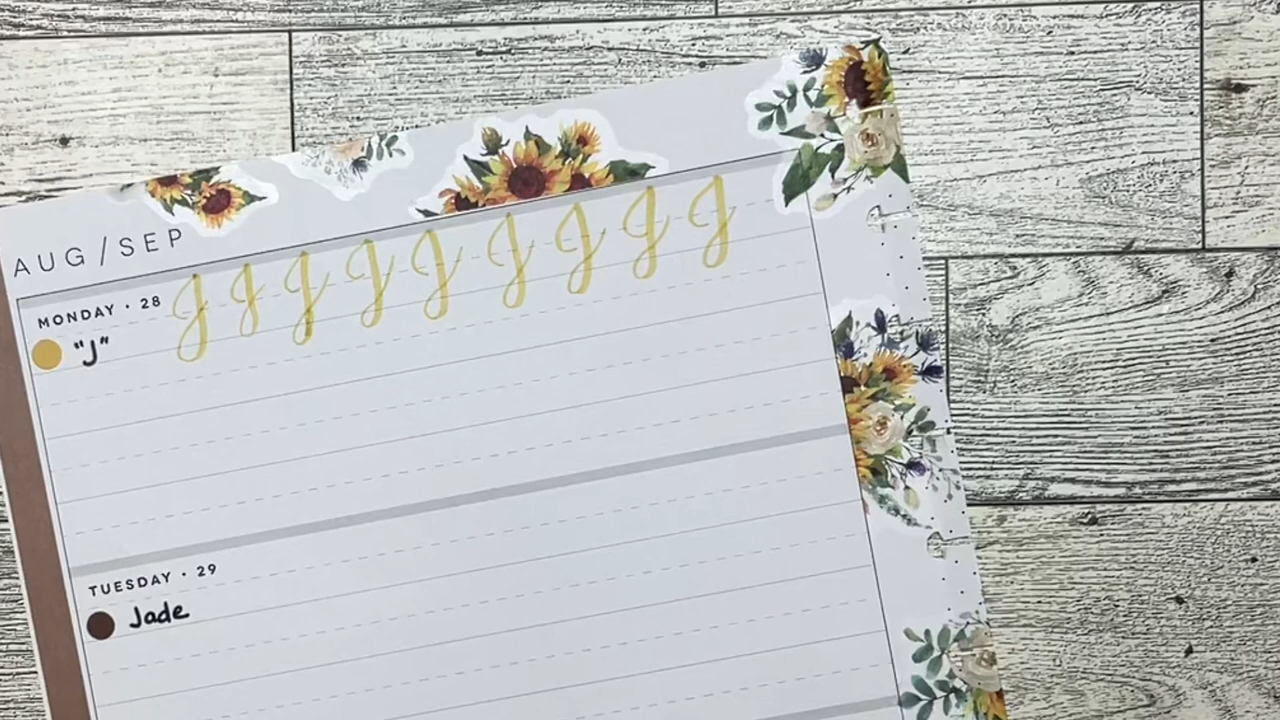 AUG/SEP
MONDAY · 28
J J J J J J J J J
"J"
TUESDAY · 29
Jade